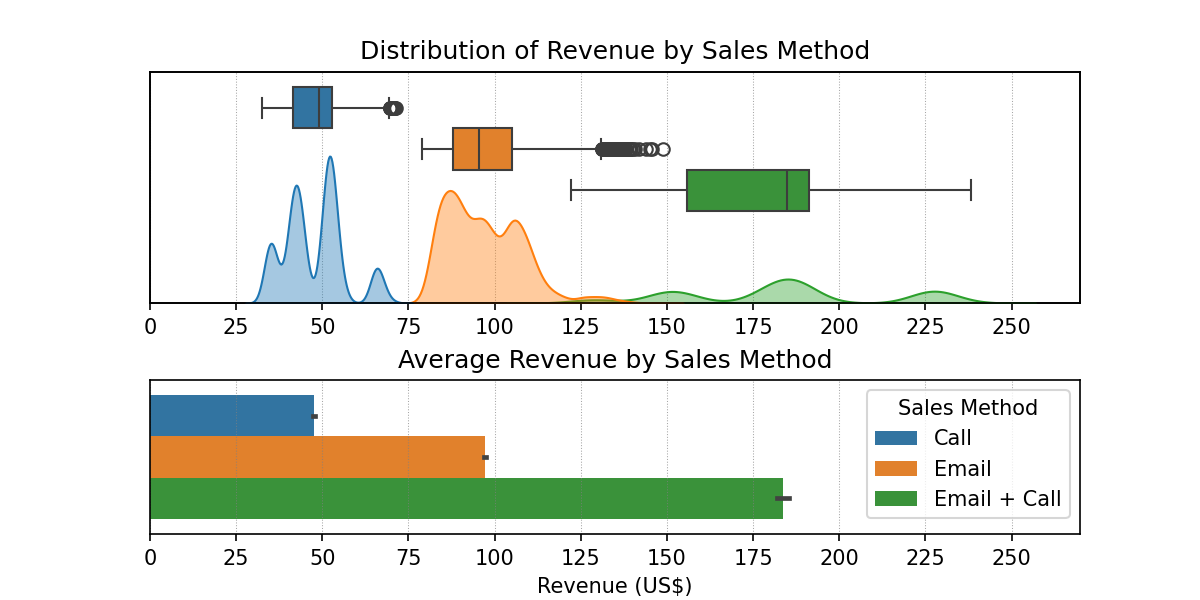 Distribution of Revenue by Sales Method
0 25 50 75 100 125 150 175 200 225 250
Average Revenue by Sales Method
Sales Method
Call
Email
Email + Call
0 25 50 75 100 125 150 175 200 225 250
Revenue (US$)